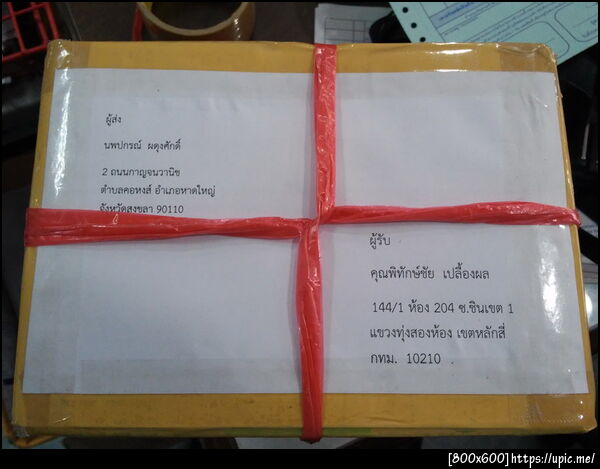 ผู้ส่ง
นพปกรณ์ ผดุงศักดิ์
2 ถนนกาญจนวานิช
ตำบลคอหงส์ อำเภอหาดใหญ่
จังหวัดสงขลา 90110
ผู้รับ
คุณพิทักษ์ชัย เปลื้องผล
144/1 ห้อง 204 ซ.ชินเขต 1
แขวงทุ่งสองห้อง เขตหลักสี่
กทม. 10210
[800x600]https://upic.me/